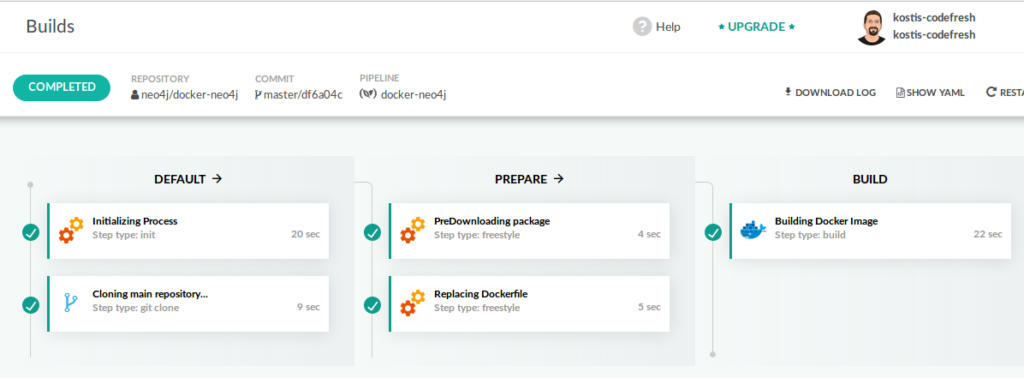 Builds
? Help
UPGRADE
kostis-codefresh
kostis-codefresh
COMPLETED
REPOSITORY
neo4j/docker-neo4j
COMMIT
master/df6a04c
PIPELINE
docker-neo4j
DOWNLOAD LOG
SHOW YAML
RESTA
DEFAULT →
Initializing Process
Step type: init
20 sec
Cloning main repository...
Step type: git clone
9 sec
PREPARE →
PreDownloading package
Step type: freestyle
4 sec
Replacing Dockerfile
Step type: freestyle
5 sec
BUILD
Building Docker Image
Step type: build
22 sec